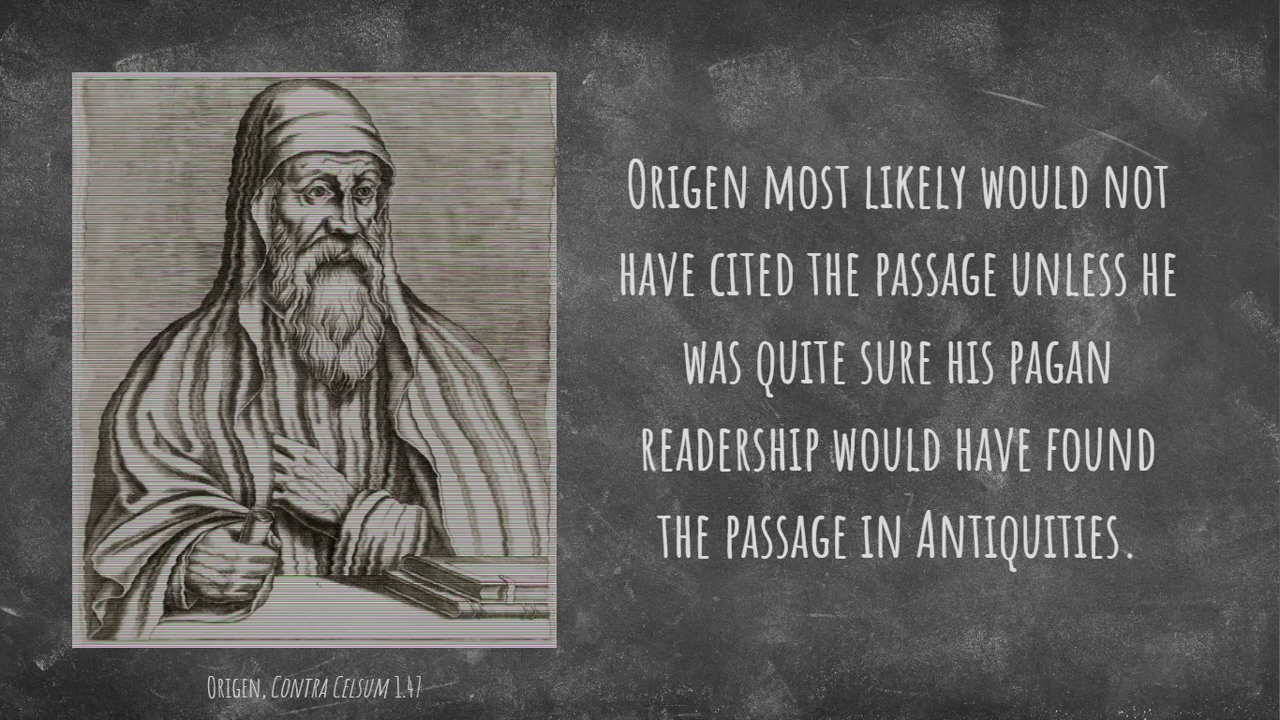 Origen most likely would not
have cited the passage unless he
was quite sure his pagan
readership would have found
the passage in Antiquities.
Origen, Contra Celsum 1.47